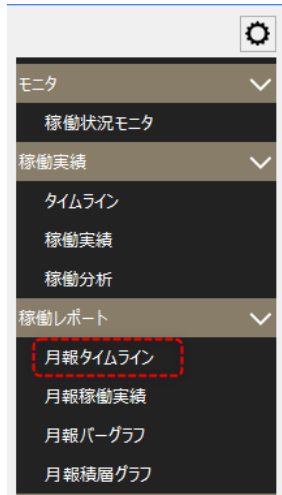 モニタ
稼働状況モニタ
稼働実績
タイムライン
稼働実績
稼働分析
稼働レポート
月報タイムライン
月報稼働実績
月報バーグラフ
月報積層グラフ